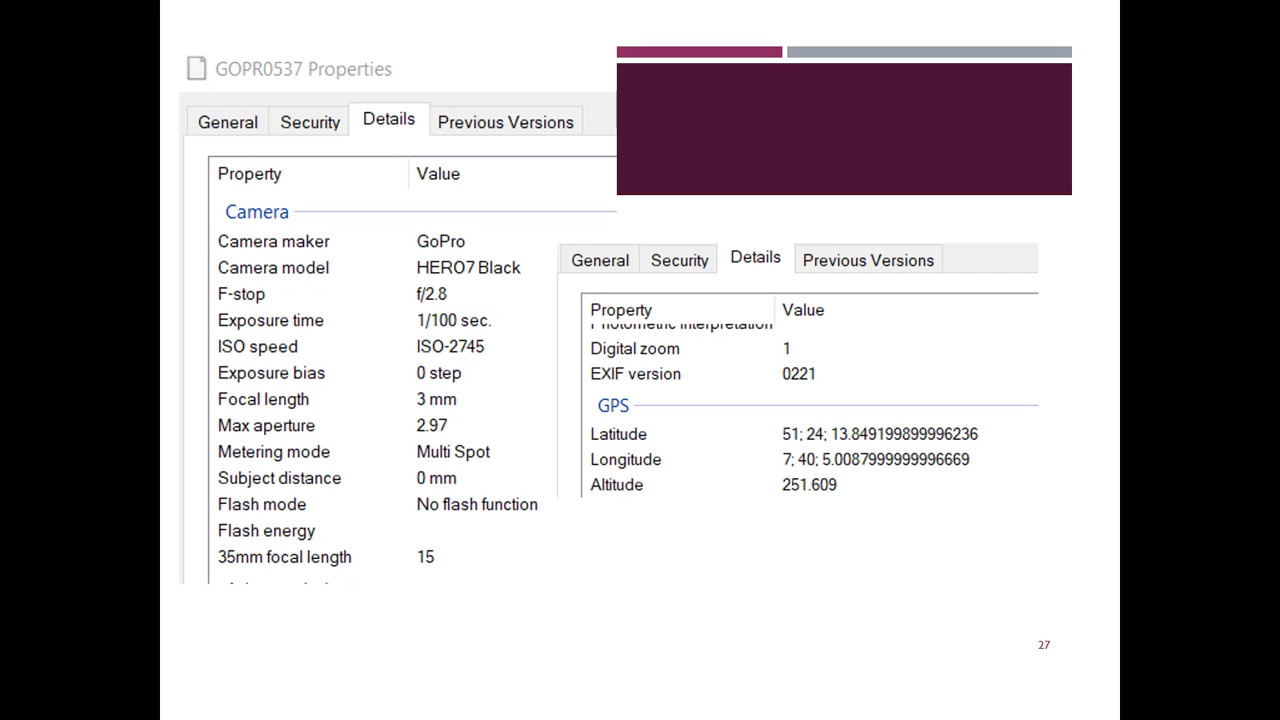 GOPR0537 Properties
General Security Details Previous Versions
Property Value
Camera
Camera maker GoPro
Camera model HERO7 Black
F-stop f/2.8
Exposure time 1/100 sec.
ISO speed ISO-2745
Exposure bias 0 step
Focal length 3 mm
Max aperture 2.97
Metering mode Multi Spot
Subject distance 0 mm
Flash mode No flash function
Flash energy
35mm focal length 15
General Security Details Previous Versions
Property Value
Photometric interpretation
Digital zoom 1
EXIF version 0221
GPS
Latitude 51; 24; 13.849199899996236
Longitude 7; 40; 5.0087999999996669
Altitude 251.609
27